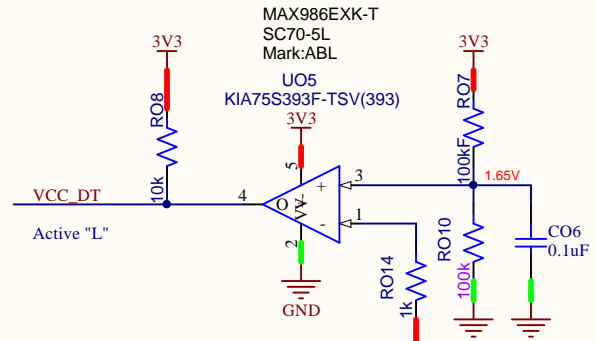 MAX986EXK-T
SC70-5L
Mark:ABL
3V3
3V3
UO5
KIA75S393F-TSV(393)
3V3
RO8
10k
RO7
100kF
5
+
3
1.65V
VCC_DT
4
O
V+
V-
-
1
Active "L"
2
RO10
100k
CO6
0.1uF
RO14
1k
GND